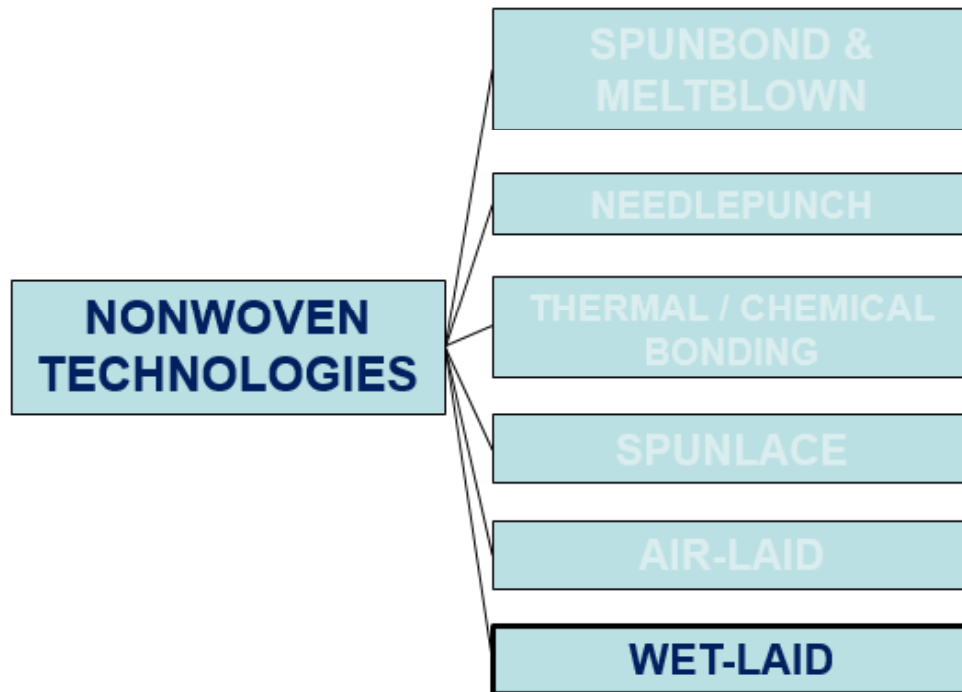 SPUNBOND &
MELTBLOWN
NEEDLEPUNCH
NONWOVEN
TECHNOLOGIES
THERMAL / CHEMICAL
BONDING
SPUNLACE
AIR-LAID
WET-LAID